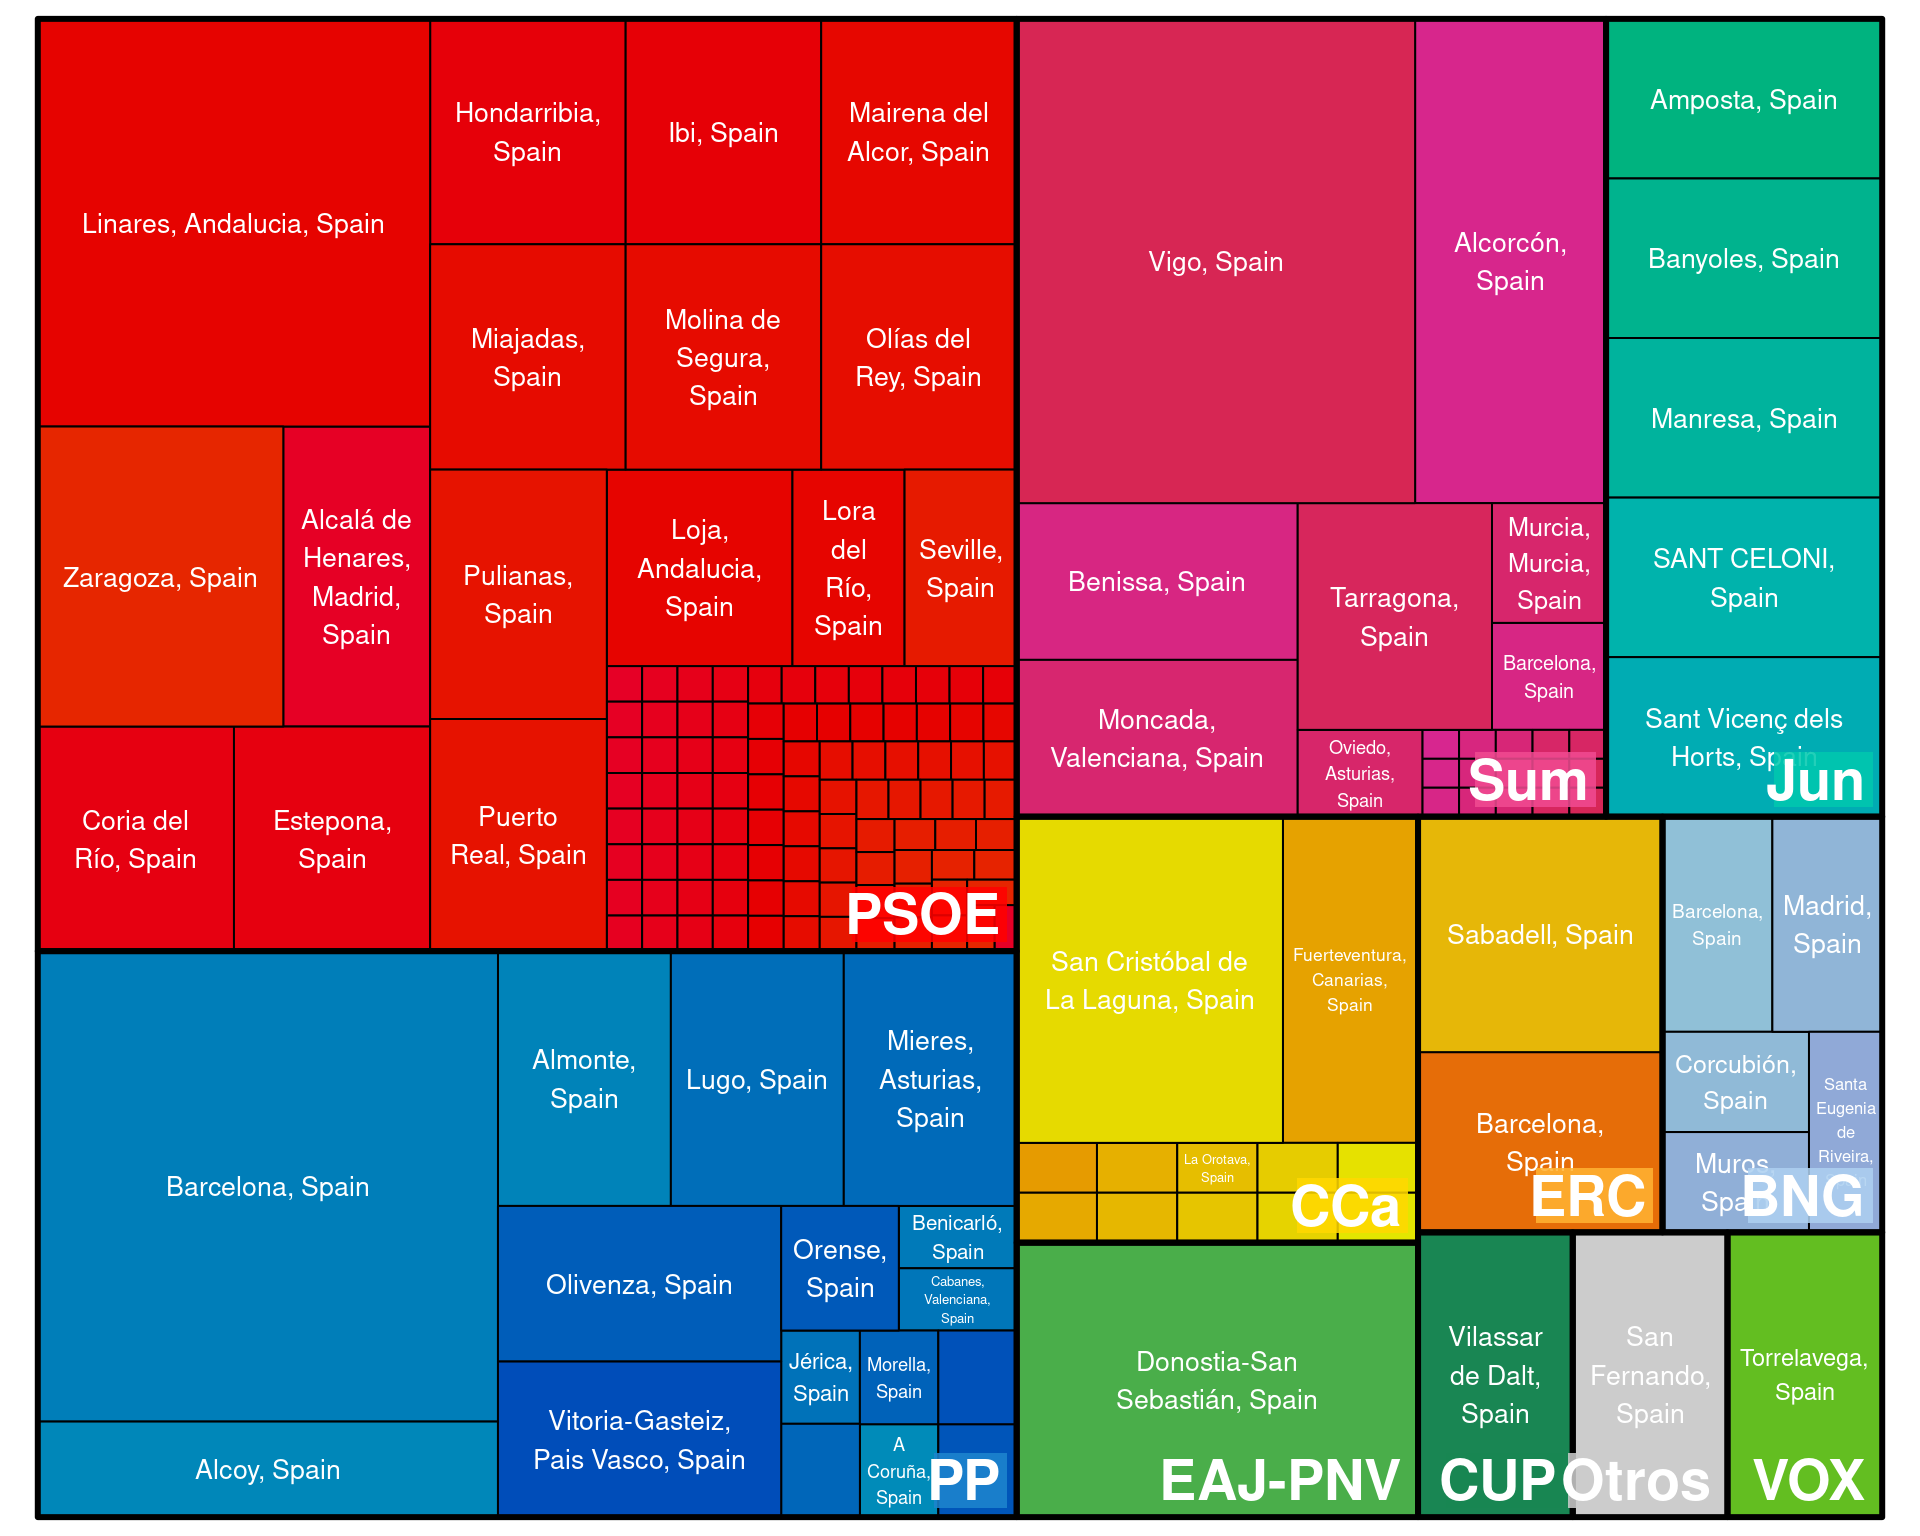 Linares, Andalucia, Spain
Hondarribia,
Spain
Ibi, Spain
Mairena del
Alcor, Spain
Miajadas,
Spain
Molina de
Segura,
Spain
Olías del
Rey, Spain
Zaragoza, Spain
Alcalá de
Henares,
Madrid,
Spain
Pulianas,
Spain
Loja,
Andalucia,
Spain
Lora
del
Río,
Spain
Seville,
Spain
Coria del
Río, Spain
Estepona,
Spain
Puerto
Real, Spain
PSOE
Vigo, Spain
Alcorcón,
Spain
Benissa, Spain
Moncada,
Valenciana, Spain
Tarragona,
Spain
Murcia,
Murcia,
Spain
Barcelona,
Spain
Oviedo,
Asturias,
Spain
Sum
Amposta, Spain
Banyoles, Spain
Manresa, Spain
SANT CELONI,
Spain
Sant Vicenç dels
Horts, Spain
Jun
Barcelona, Spain
Alcoy, Spain
Almonte,
Spain
Lugo, Spain
Mieres,
Asturias,
Spain
Olivenza, Spain
Vitoria-Gasteiz,
Pais Vasco, Spain
Orense,
Spain
Benicarló,
Spain
Cabanes,
Valenciana,
Spain
Jérica,
Spain
Morella,
Spain
A
Coruña,
Spain
PP
San Cristóbal de
La Laguna, Spain
Fuerteventura,
Canarias,
Spain
La Orotava,
Spain
CCa
Sabadell, Spain
Barcelona,
Spain
ERC
Barcelona,
Spain
Madrid,
Spain
Corcubión,
Spain
Muros,
Spain
Santa
Eugenia
de
Riveira,
BNG
Donostia-San
Sebastián, Spain
EAJ-PNV
Vilassar
de Dalt,
Spain
CUP
San
Fernando,
Spain
Otros
Torrelavega,
Spain
VOX